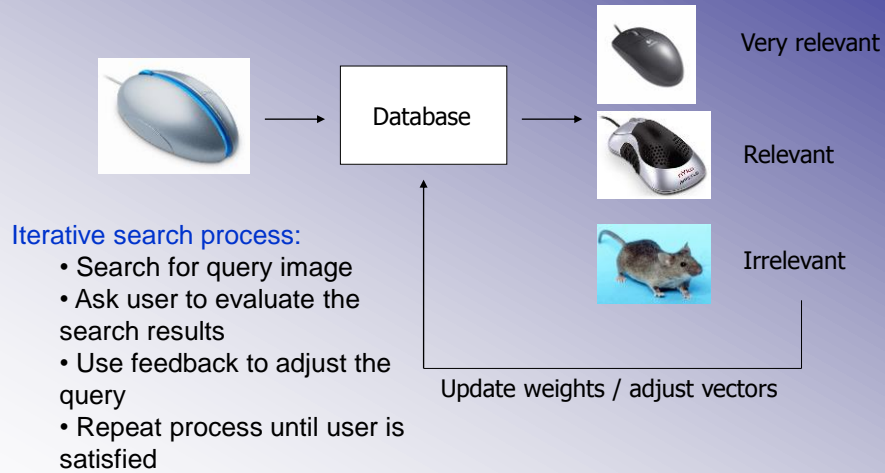 Very relevant
Database
Relevant
Iterative search process:
• Search for query image
• Ask user to evaluate the
search results
• Use feedback to adjust the
query
• Repeat process until user is
satisfied
Irrelevant
Update weights / adjust vectors